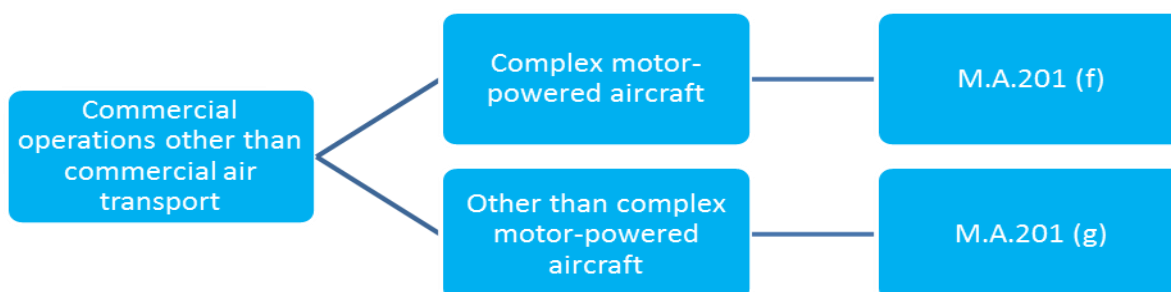 Commercial
operations other than
commercial air
transport
Complex motor-
powered aircraft
M.A.201 (f)
Other than complex
motor-powered
aircraft
M.A.201 (g)